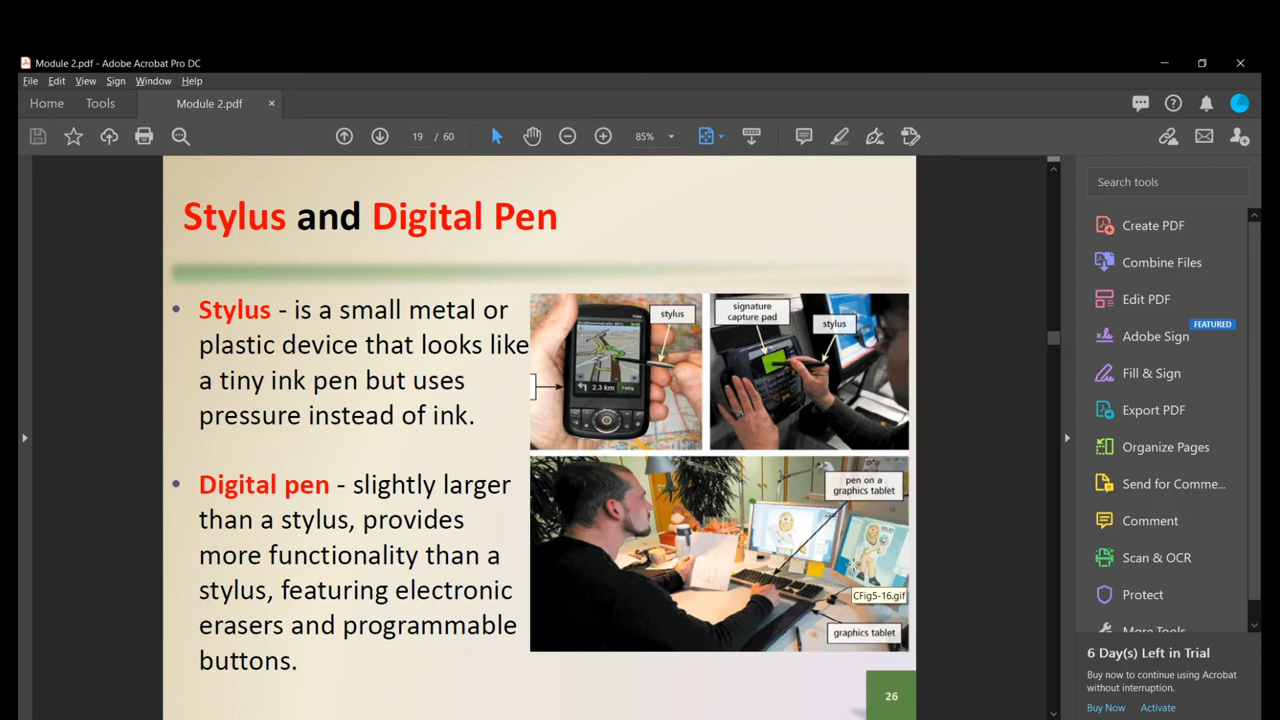 Module 2.pdf - Adobe Acrobat Pro DC
File Edit View Sign Window Help
Home Tools Module 2.pdf ×
19 / 60 85%
Search tools
Stylus and Digital Pen
• Stylus - is a small metal or
plastic device that looks like
a tiny ink pen but uses
pressure instead of ink.
• Digital pen - slightly larger
than a stylus, provides
more functionality than a
stylus, featuring electronic
erasers and programmable
buttons.
stylus
2.3 km
signature
capture pad
stylus
pen on a
graphics tablet
CFig5-16.gif
graphics tablet
26
Create PDF
Combine Files
Edit PDF
FEATURED
Adobe Sign
Fill & Sign
Export PDF
Organize Pages
Send for Comme...
Comment
Scan & OCR
Protect
More Tools
6 Day(s) Left in Trial
Buy now to continue using Acrobat
without interruption.
Buy Now Activate